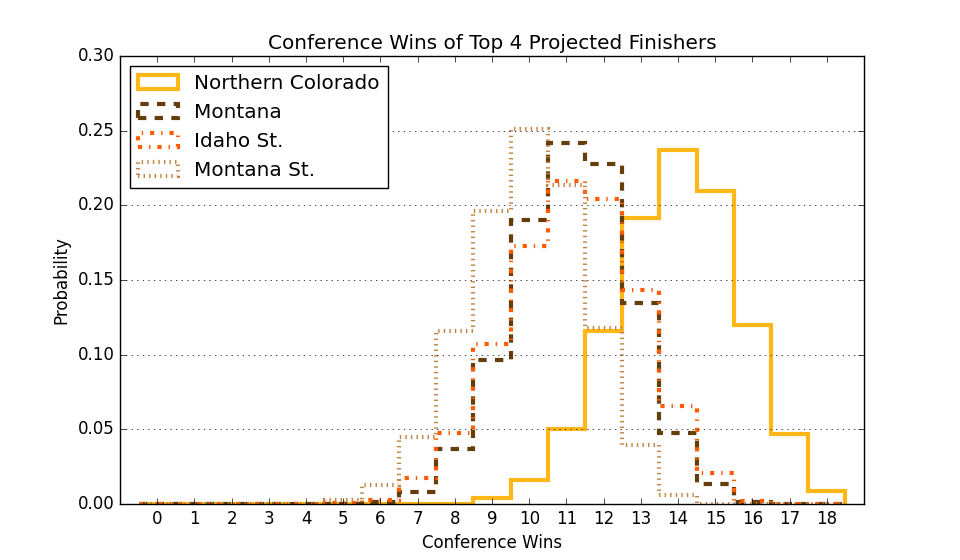 Conference Wins of Top 4 Projected Finishers
0.30
0.25
0.20
0.15
0.10
0.05
0.00
Probability
Northern Colorado
Montana
Idaho St.
Montana St.
0 1 2 3 4 5 6 7 8 9 10 11 12 13 14 15 16 17 18
Conference Wins